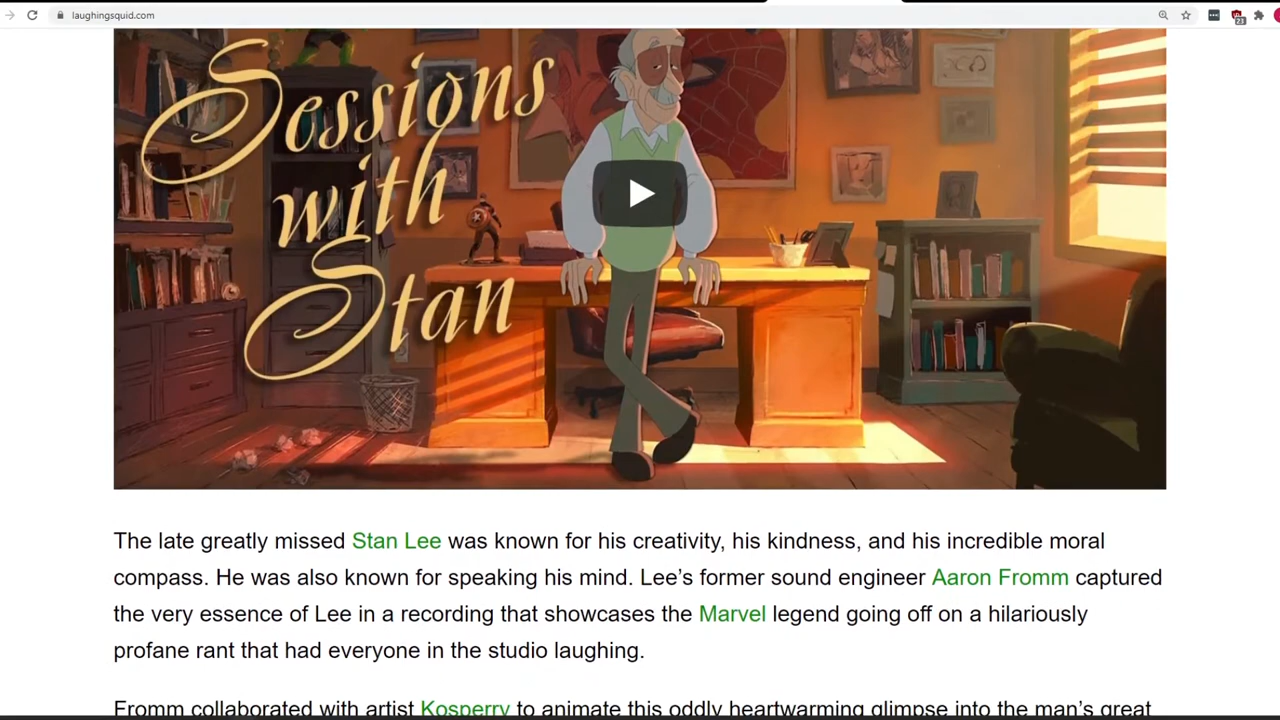 laughingsquid.com
23
Sessions
with
Stan
The late greatly missed Stan Lee was known for his creativity, his kindness, and his incredible moral
compass. He was also known for speaking his mind. Lee’s former sound engineer Aaron Fromm captured
the very essence of Lee in a recording that showcases the Marvel legend going off on a hilariously
profane rant that had everyone in the studio laughing.
Fromm collaborated with artist Kosperry to animate this oddly heartwarming glimpse into the man’s great